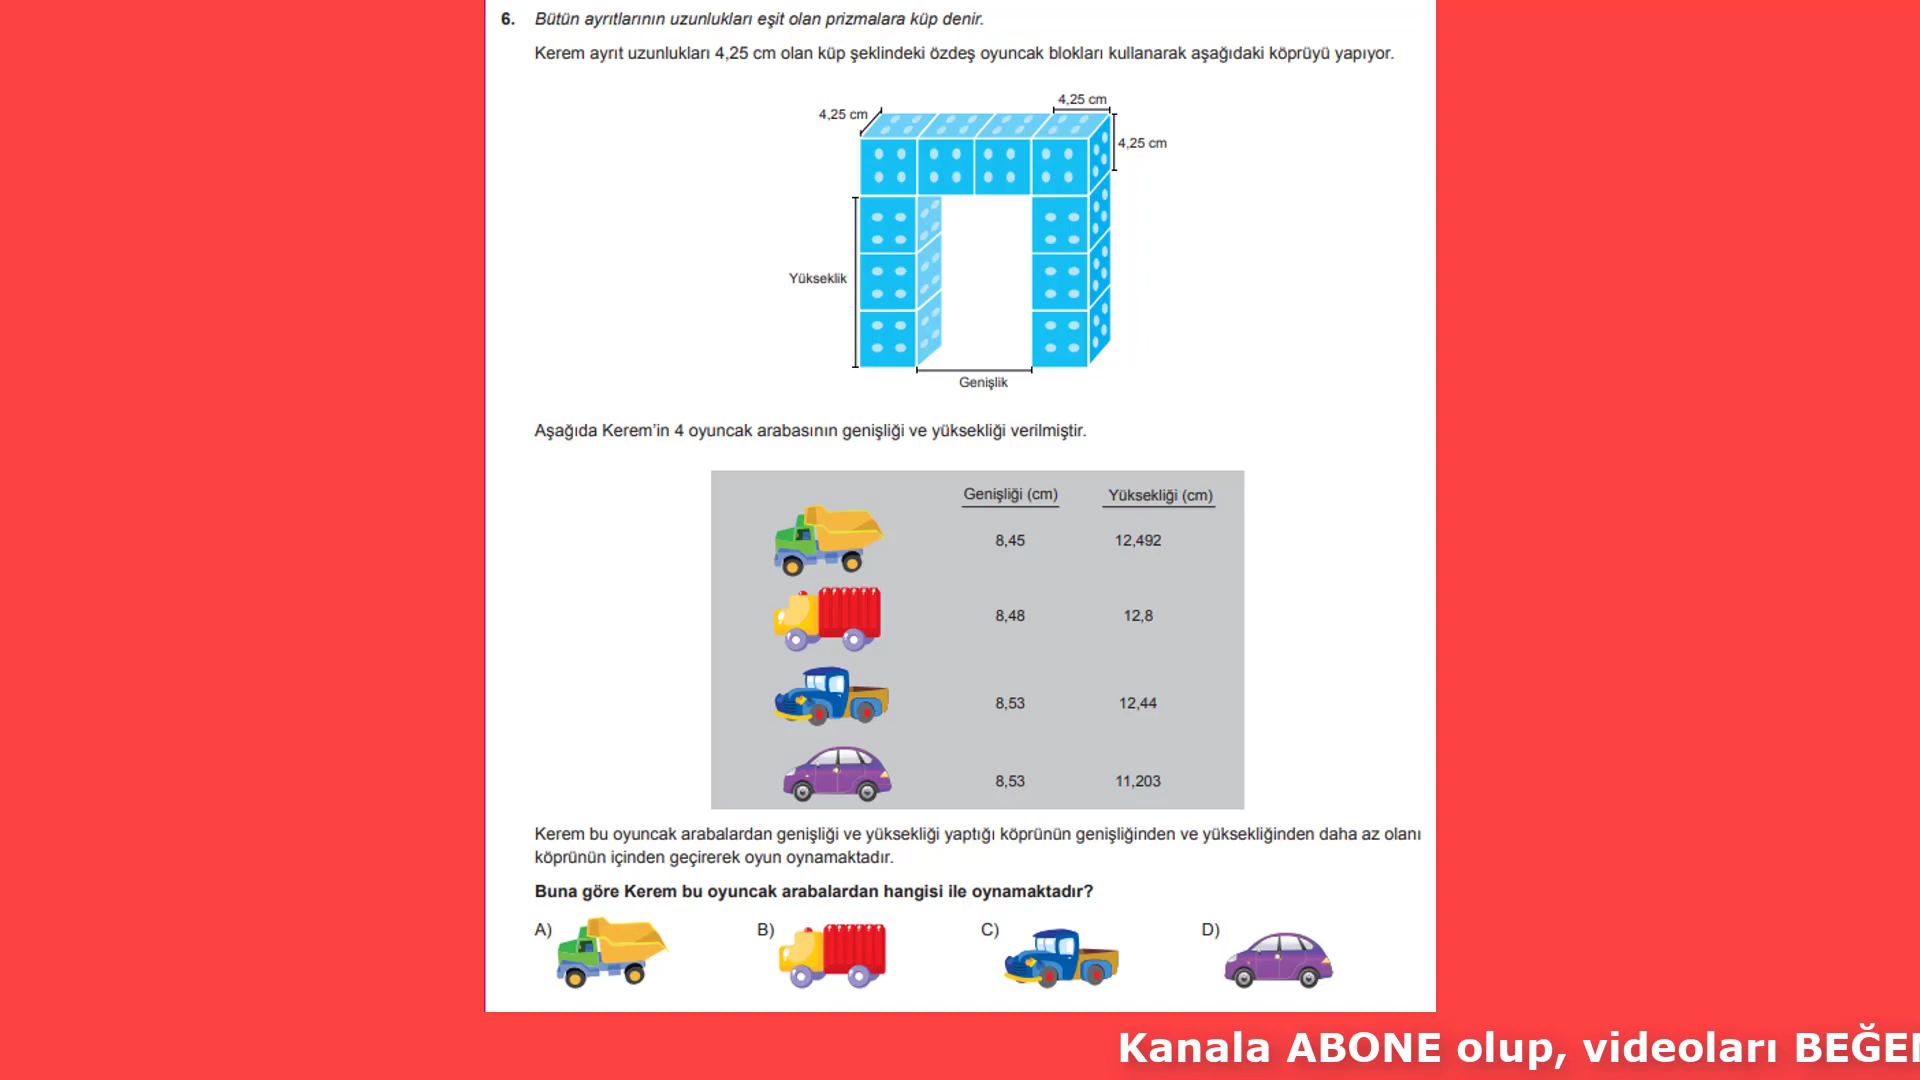 6. Bütün ayrıtlarının uzunlukları eşit olan prizmalara küp denir.
Kerem ayrıt uzunlukları 4,25 cm olan küp şeklindeki özdeş oyuncak blokları kullanarak aşağıdaki köprüyü yapıyor.
4,25 cm
4,25 cm
4,25 cm
Yükseklik
Genişlik
Aşağıda Kerem'in 4 oyuncak arabasının genişliği ve yüksekliği verilmiştir.
Genişliği (cm) Yüksekliği (cm)
8,45 12,492
8,48 12,8
8,53 12,44
8,53 11,203
Kerem bu oyuncak arabalardan genişliği ve yüksekliği yaptığı köprünün genişliğinden ve yüksekliğinden daha az olanı
köprünün içinden geçirerek oyun oynamaktadır.
Buna göre Kerem bu oyuncak arabalardan hangisi ile oynamaktadır?
A) B) C) D)
Kanala ABONE olup, videoları BEĞEN